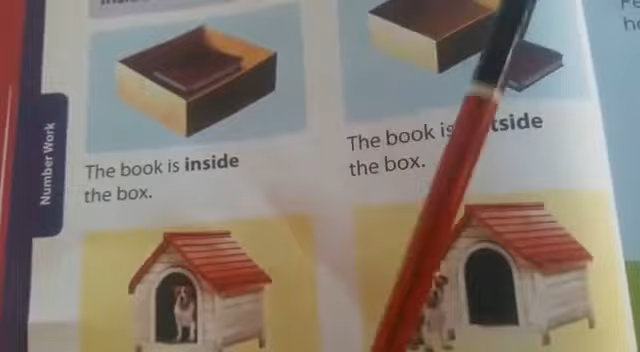 Number Work
The book is inside
the box.
The book is
the box.